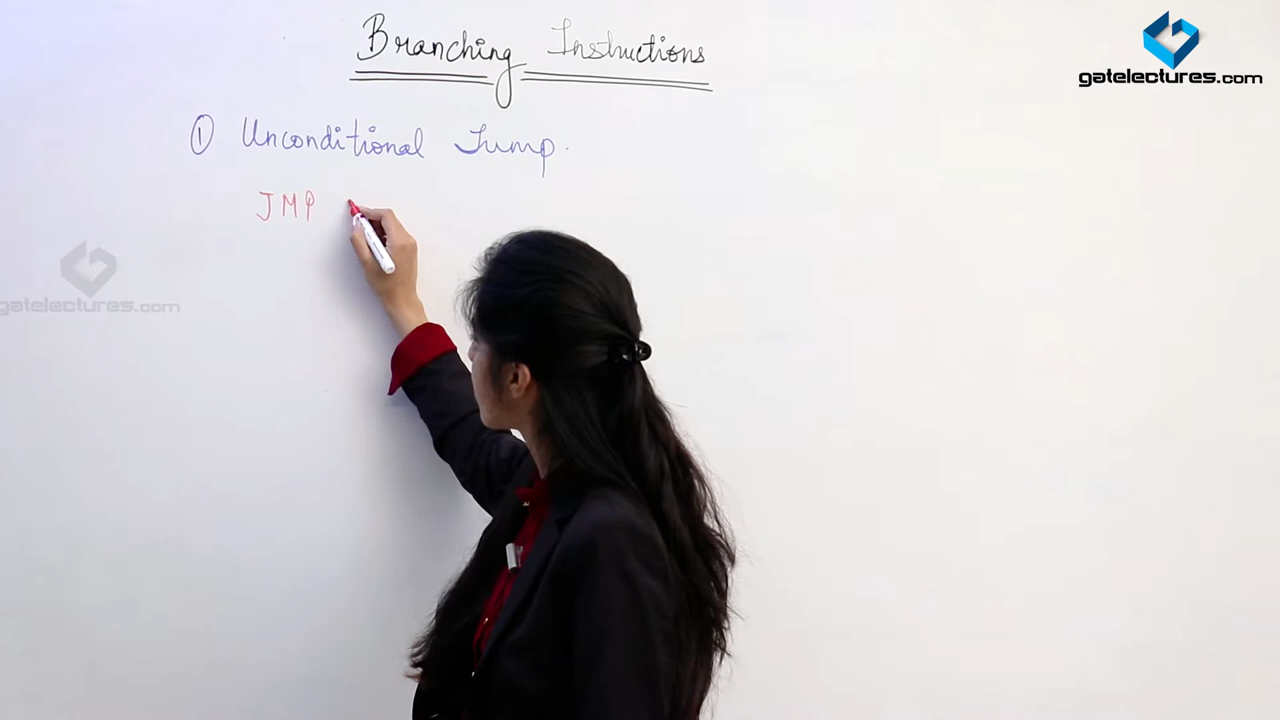 Branching Instructions
gatelectures.com
① Unconditional Jump.
JMP
gatelectures.com